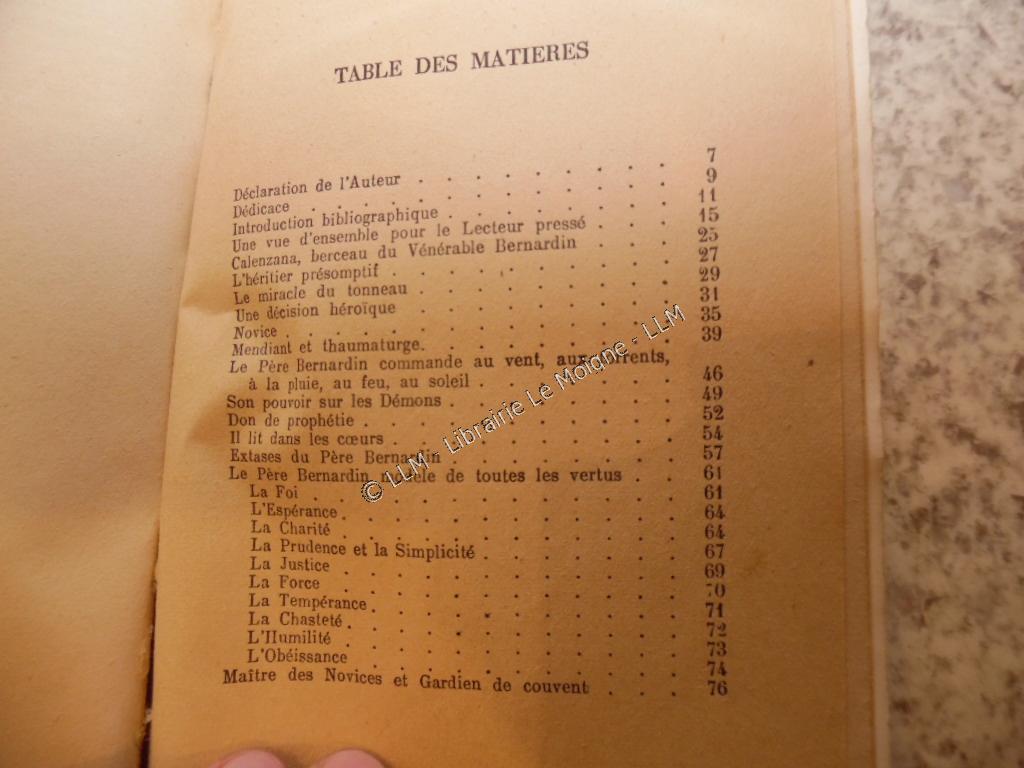 TABLE DES MATIERES
Déclaration de l'Auteur . . . . . . . . . 7
Dédicace . . . . . . . . . . . . 9
Introduction bibliographique . . . . . . . . 11
Une vue d'ensemble pour le Lecteur pressé . . . 15
Calenzana, berceau du Vénérable Bernardin . . . 25
L'héritier présomptif . . . . . . . . . . 27
Le miracle du tonneau . . . . . . . . . 29
Une décision héroïque . . . . . . . . . 31
Novice . . . . . . . . . . . . . 35
Mendiant et thaumaturge. . . . . . . . . 39
Le Père Bernardin commande au vent, aux torrents,
à la pluie, au feu, au soleil . . . . . . . 46
Son pouvoir sur les Démons . . . . . . . . 49
Don de prophétie . . . . . . . . . . . 52
Il lit dans les cœurs . . . . . . . . . . 54
Extases du Père Bernardin . . . . . . . . 57
Le Père Bernardin modèle de toutes les vertus . . 61
La Foi . . . . . . . . . . . . . 61
L'Espérance . . . . . . . . . . . . 64
La Charité . . . . . . . . . . . . 64
La Prudence et la Simplicité . . . . . . . 67
La Justice . . . . . . . . . . . . 69
La Force . . . . . . . . . . . . 70
La Tempérance . . . . . . . . . . . 71
La Chasteté . . . . . . . . . . . . 72
L'Humilité . . . . . . . . . . . . 73
L'Obéissance . . . . . . . . . . . 74
Maître des Novices et Gardien de couvent . . . 76
© LLM - Librairie Le Moigne - LLM